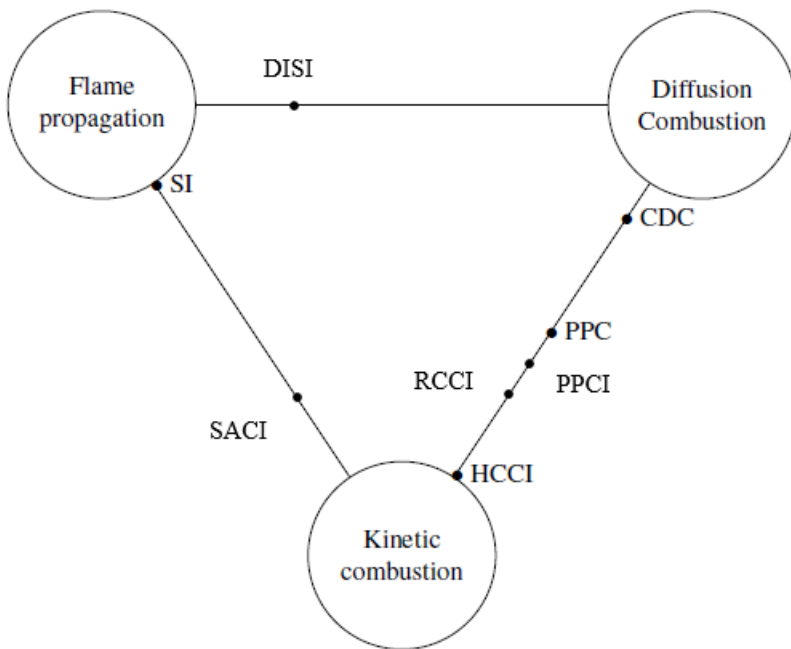 DISI
Flame
propagation
Diffusion
Combustion
SI
CDC
PPC
RCCI
PPCI
SACI
HCCI
Kinetic
combustion